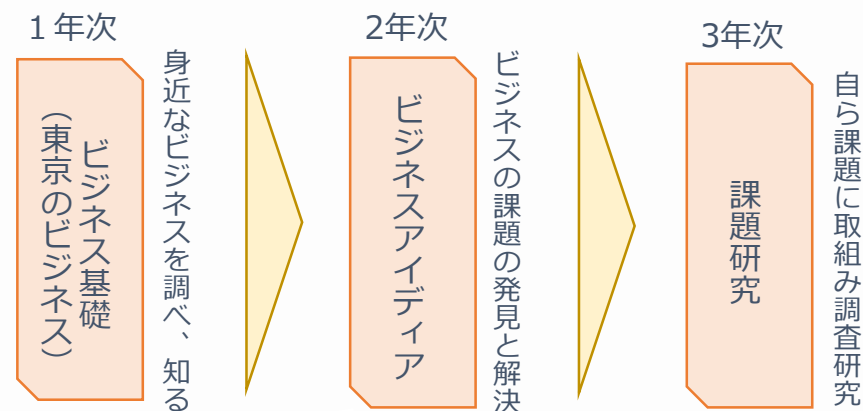 １年次
ビジネス基礎
（東京のビジネス）
身近なビジネスを調べ、知る
2年次
ビジネスアイディア
ビジネスの課題の発見と解決
3年次
課題研究
自ら課題に取組み調査研究